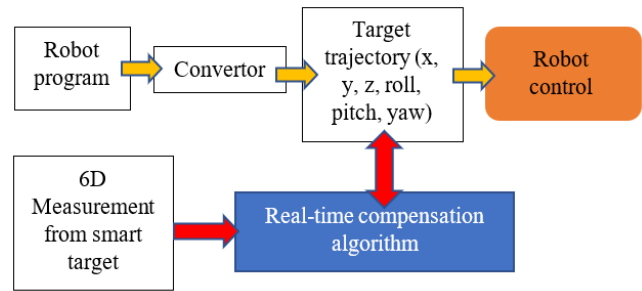 Robot
program
Convertor
Target
trajectory (x,
y, z, roll,
pitch, yaw)
Robot
control
6D
Measurement
from smart
target
Real-time compensation
algorithm